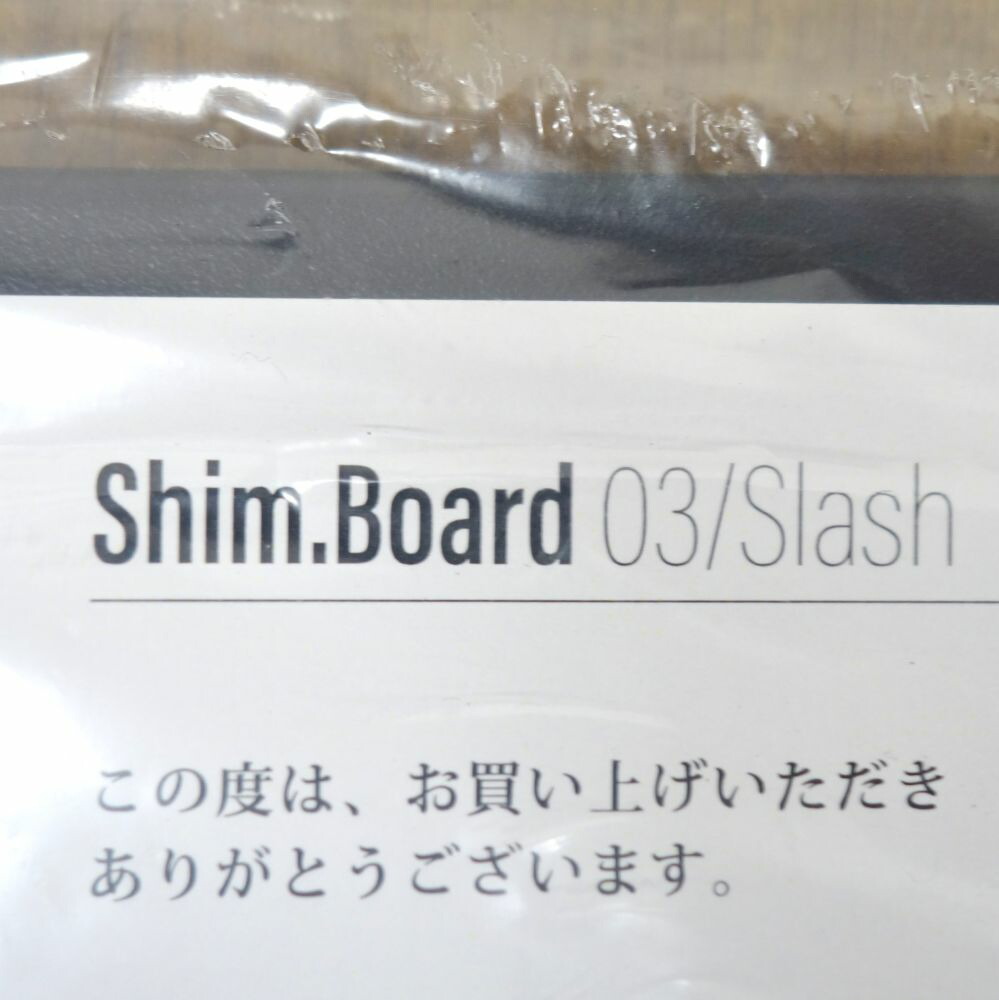 Shim.Board 03/Slash
この度は、お買い上げいただき
ありがとうございます。